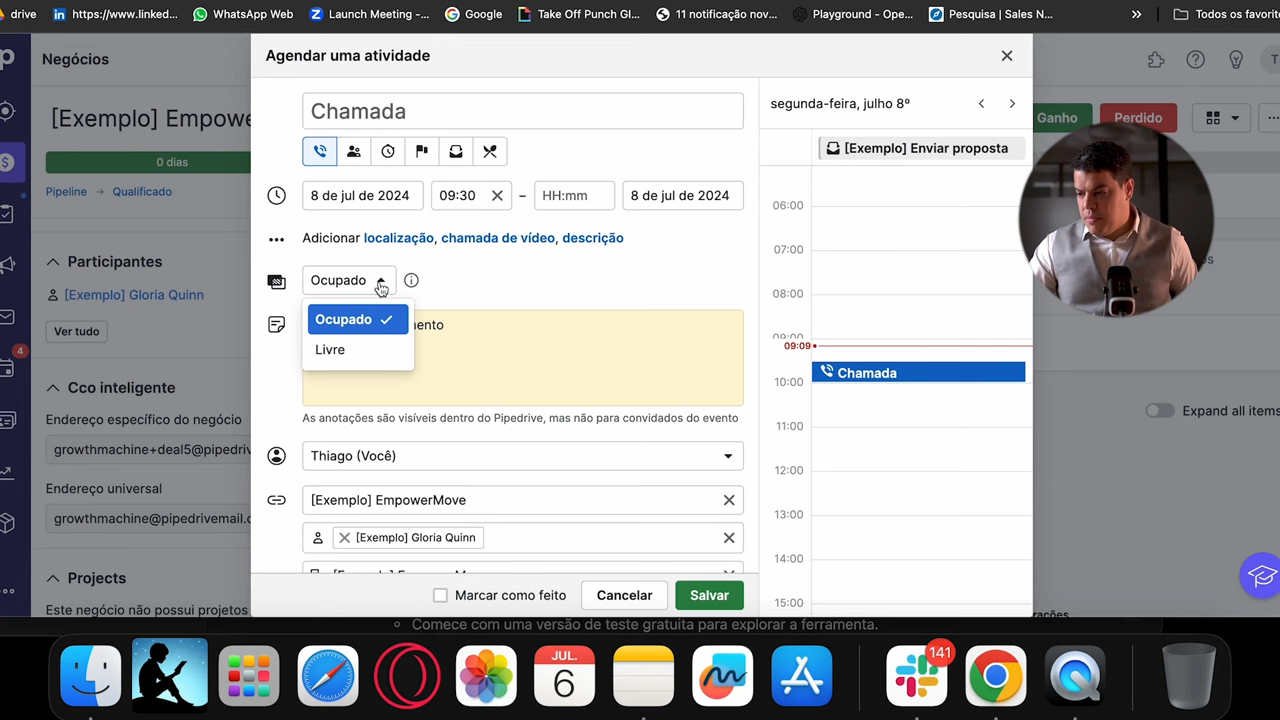 drive
https://www.linked...
WhatsApp Web
Launch Meeting -...
Google
Take Off Punch Gl...
11 notificação nov...
Playground - Ope...
Pesquisa | Sales N...
Todos os favorit
Negócios
[Exemplo] Empowe
0 dias
Pipeline → Qualificado
Participantes
[Exemplo] Gloria Quinn
Ver tudo
4
Cco inteligente
Endereço específico do negócio
growthmachine+deal5@pipedriv
Endereço universal
growthmachine@pipedrivemail.c
Projects
Este negócio não possui projetos
Agendar uma atividade
Chamada
8 de jul de 2024
09:30
–
HH:mm
8 de jul de 2024
Adicionar localização, chamada de vídeo, descrição
Ocupado
Ocupado
Livre
ento
As anotações são visíveis dentro do Pipedrive, mas não para convidados do evento
Thiago (Você)
[Exemplo] EmpowerMove
[Exemplo] Gloria Quinn
Marcar como feito
Cancelar
Salvar
segunda-feira, julho 8º
[Exemplo] Enviar proposta
06:00
07:00
08:00
09:00
09:09
Chamada
10:00
11:00
12:00
13:00
14:00
15:00
Ganho
Perdido
T
Expand all items
Comece com uma versão de teste gratuita para explorar a ferramenta.
JUL.
6
141